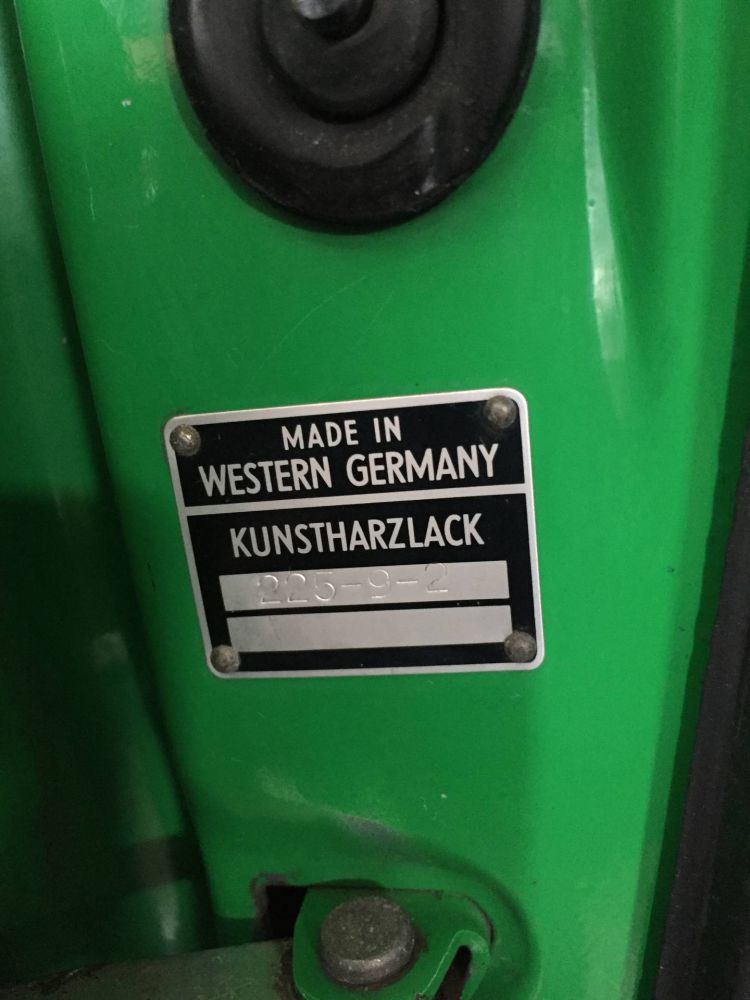 MADE IN
WESTERN GERMANY
KUNSTHARZLACK
225-9-2